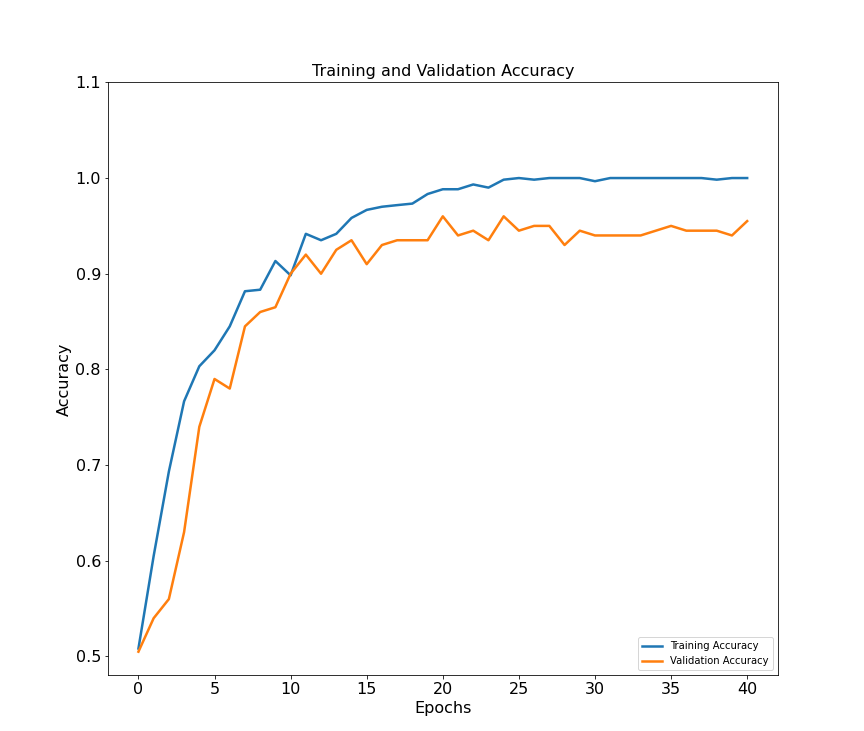 Training and Validation Accuracy
1.1
1.0
0.9
0.8
0.7
0.6
0.5
Accuracy
Training Accuracy
Validation Accuracy
0 5 10 15 20 25 30 35 40
Epochs